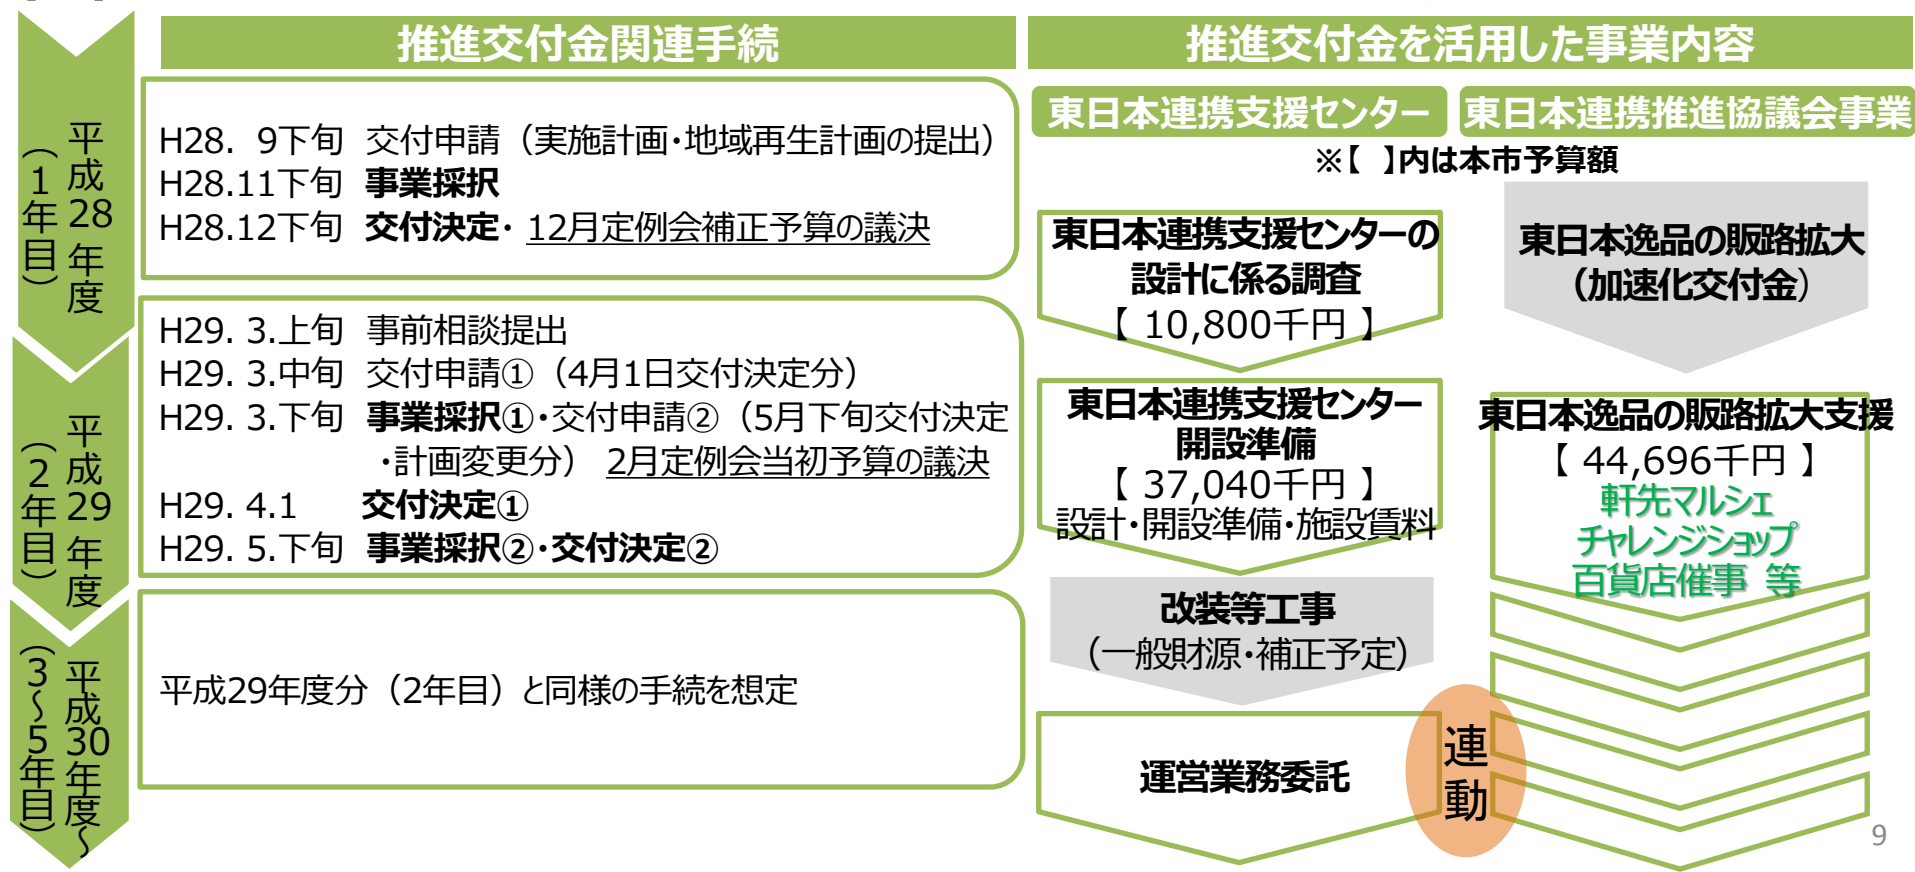 推進交付金関連手続
推進交付金を活用した事業内容
平成28年度
（1年目）
H28. 9下旬 交付申請（実施計画・地域再生計画の提出）
H28.11下旬 事業採択
H28.12下旬 交付決定・ 12月定例会補正予算の議決
平成29年度
（2年目）
H29. 3.上旬 事前相談提出
H29. 3.中旬 交付申請①（4月1日交付決定分）
H29. 3.下旬 事業採択①・交付申請②（5月下旬交付決定
・計画変更分） 2月定例会当初予算の議決
H29. 4.1 交付決定①
H29. 5.下旬 事業採択②・交付決定②
平成30年度～
（3～5年目）
平成29年度分（2年目）と同様の手続を想定
東日本連携支援センター
東日本連携推進協議会事業
※【 】内は本市予算額
東日本連携支援センターの
設計に係る調査
【 10,800千円 】
東日本連携支援センター
開設準備
【 37,040千円 】
設計・開設準備・施設賃料
改装等工事
（一般財源・補正予定）
運営業務委託
連動
東日本逸品の販路拡大
（加速化交付金）
東日本逸品の販路拡大支援
【 44,696千円 】
軒先マルシェ
チャレンジショップ
百貨店催事 等
9